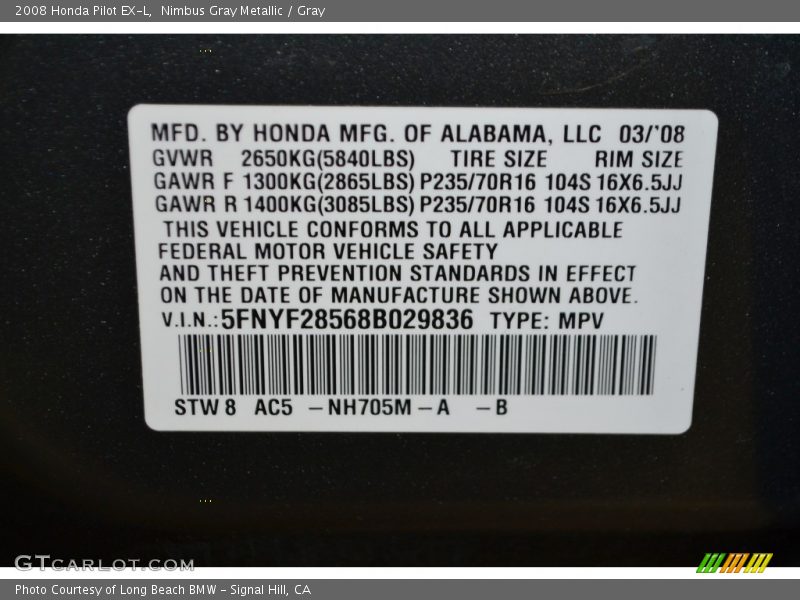 2008 Honda Pilot EX-L, Nimbus Gray Metallic / Gray
MFD. BY HONDA MFG. OF ALABAMA, LLC 03/'08
GVWR 2650KG(5840LBS) TIRE SIZE RIM SIZE
GAWR F 1300KG(2865LBS) P235/70R16 104S 16X6.5JJ
GAWR R 1400KG(3085LBS) P235/70R16 104S 16X6.5JJ
THIS VEHICLE CONFORMS TO ALL APPLICABLE
FEDERAL MOTOR VEHICLE SAFETY
AND THEFT PREVENTION STANDARDS IN EFFECT
ON THE DATE OF MANUFACTURE SHOWN ABOVE.
V.I.N.: 5FNYF28568B029836 TYPE: MPV
STW 8 AC5 – NH705M – A – B
GTCARLOT.COM
Photo Courtesy of Long Beach BMW - Signal Hill, CA